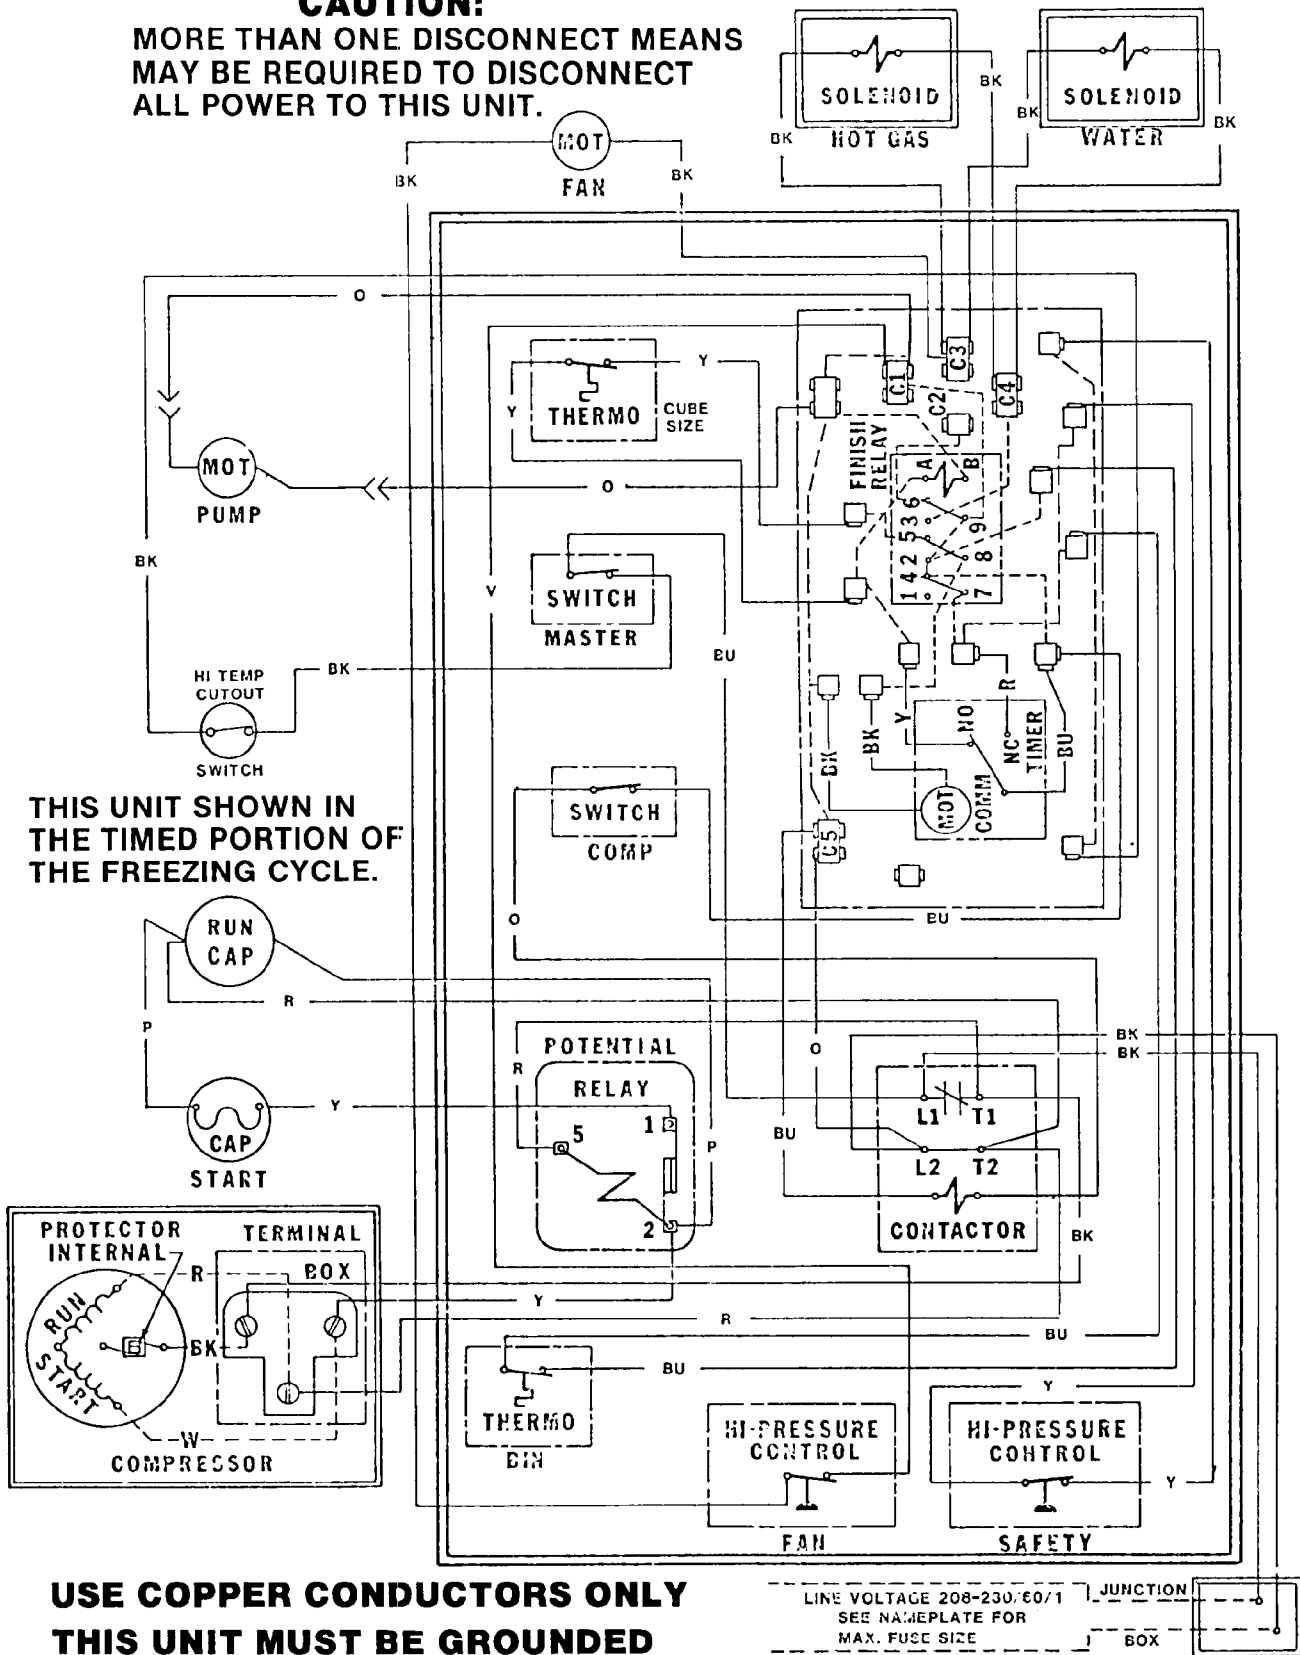 CAUTION:
MORE THAN ONE DISCONNECT MEANS
MAY BE REQUIRED TO DISCONNECT
ALL POWER TO THIS UNIT.
SOLENOID
HOT GAS
SOLENOID
WATER
BK
BK
BK
BK
MOT
FAN
BK
BK
O
THERMO
CUBE
SIZE
Y
Y
C1
C2
C3
C4
FINISH
RELAY
A
B
6
3
5
2
4
1
9
8
7
MOT
PUMP
O
BK
V
SWITCH
MASTER
BU
HI TEMP
CUTOUT
BK
SWITCH
Y
R
BK
BK
BU
NO
NC
TIMER
COMM
MOT
C5
SWITCH
COMP
THIS UNIT SHOWN IN
THE TIMED PORTION OF
THE FREEZING CYCLE.
O
BU
RUN
CAP
R
P
BK
BK
POTENTIAL
RELAY
R
O
1
5
2
P
BU
L1 T1
L2 T2
CONTACTOR
BK
Y
CAP
START
PROTECTOR
INTERNAL
TERMINAL
BOX
R
RUN
START
BK
W
COMPRESSOR
Y
R
BU
BU
Y
THERMO
BIN
HI-PRESSURE
CONTROL
FAN
HI-PRESSURE
CONTROL
Y
SAFETY
USE COPPER CONDUCTORS ONLY
THIS UNIT MUST BE GROUNDED
LINE VOLTAGE 208-230/60/1
SEE NAMEPLATE FOR
MAX. FUSE SIZE
JUNCTION
BOX